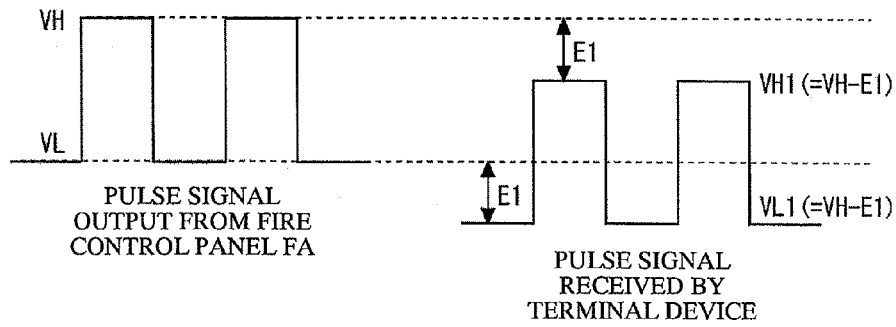 VH
E1
VH1 (=VH-E1)
VL
E1
VL1 (=VH-E1)
PULSE SIGNAL
OUTPUT FROM FIRE
CONTROL PANEL FA
PULSE SIGNAL
RECEIVED BY
TERMINAL DEVICE